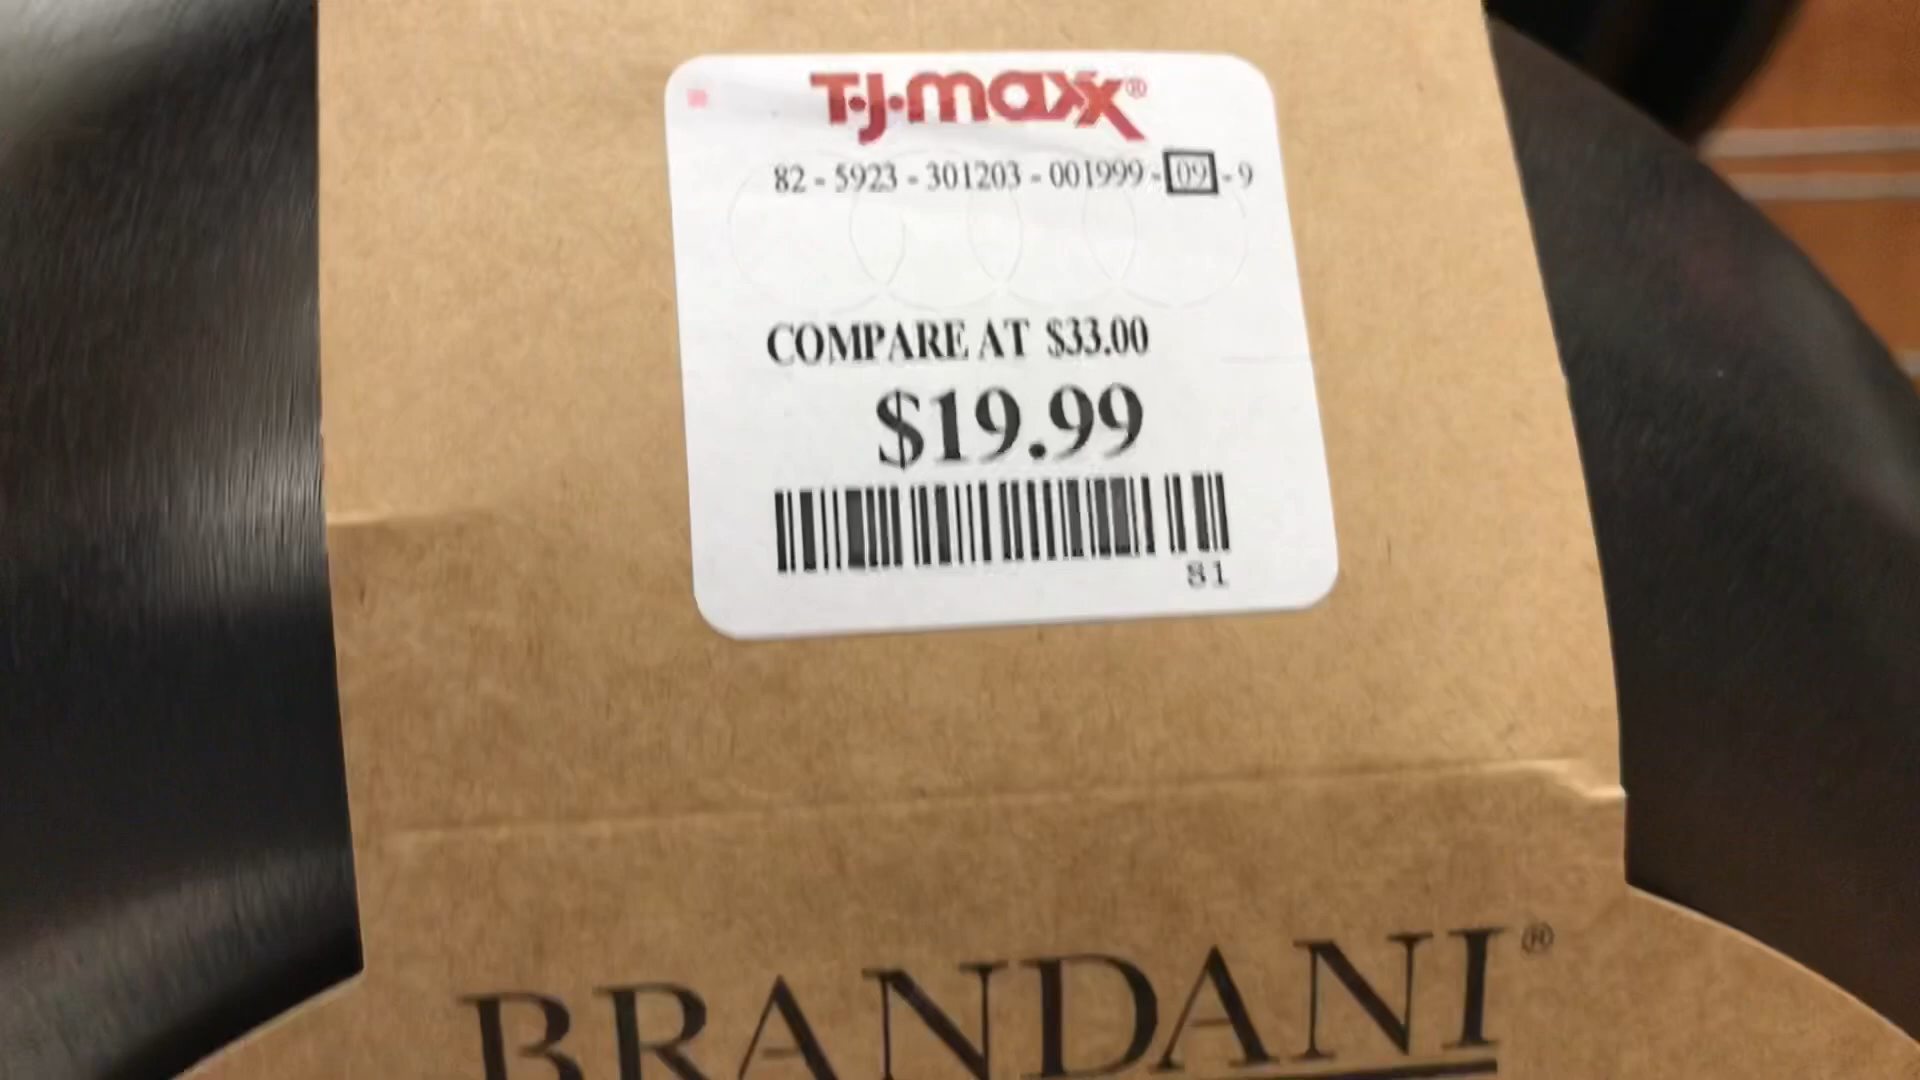 T·J·maxx®
82 - 5923 - 301203 - 001999 - 09 - 9
COMPARE AT $33.00
$19.99
81
BRANDANI®